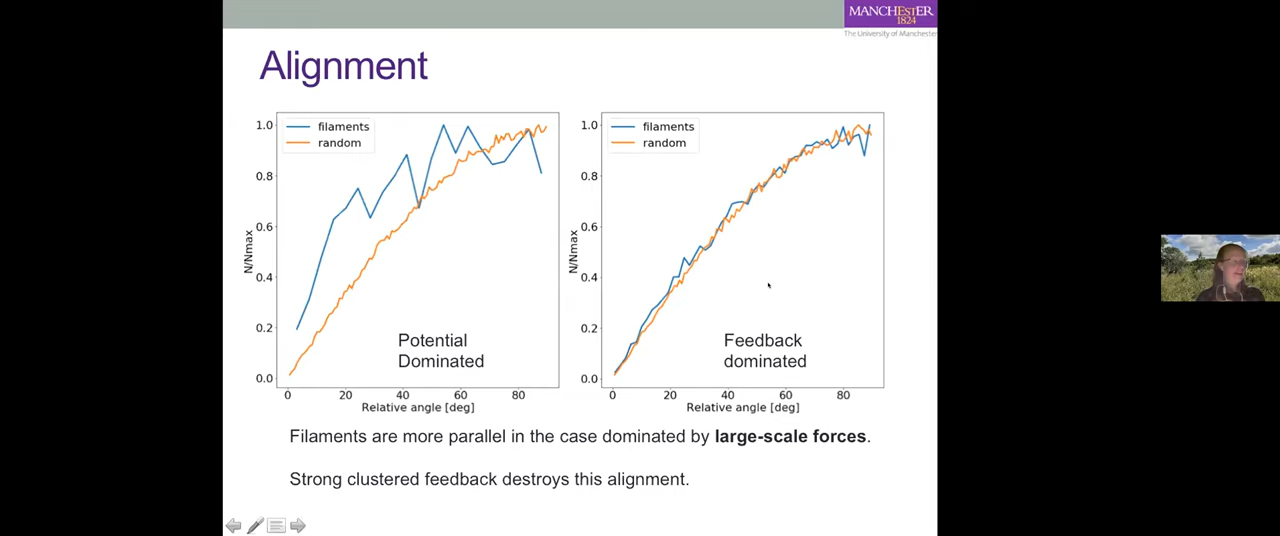 MANCHESTER
1824
The University of Manchester
Alignment
filaments
random
1.0
0.8
0.6
0.4
0.2
0.0
N/Nmax
0 20 40 60 80
Relative angle [deg]
Potential
Dominated
filaments
random
1.0
0.8
0.6
0.4
0.2
0.0
N/Nmax
0 20 40 60 80
Relative angle [deg]
Feedback
dominated
Filaments are more parallel in the case dominated by large-scale forces.
Strong clustered feedback destroys this alignment.